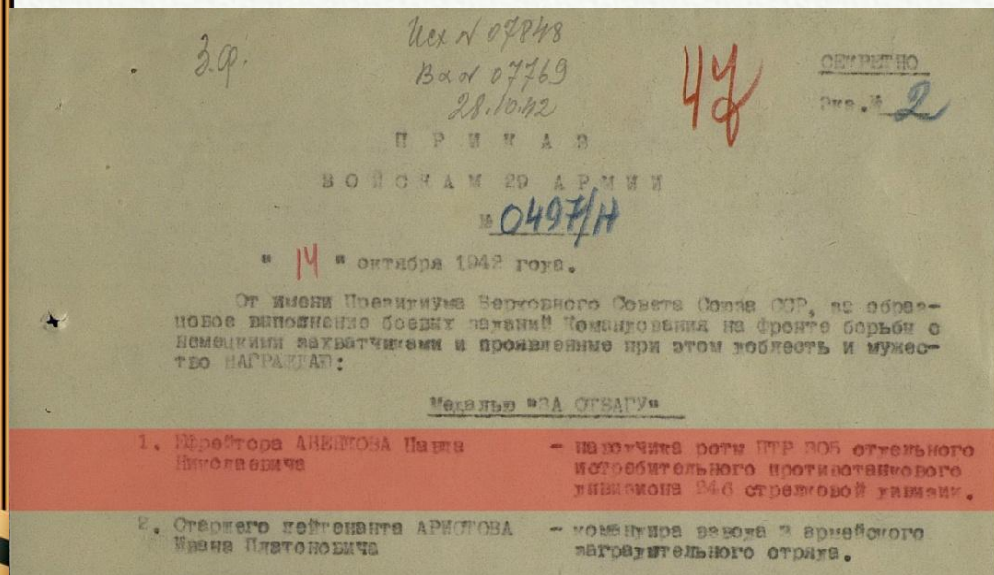 З.ф.
Исх № 07848
Вх № 07769
28.10.42
47
СЕКРЕТНО
Экз.№ 2
П Р И К А З
ВОЙСКАМ 29 АРМИИ
№ 0497/Н
" 14 " октября 1942 года.
От имени Президиума Верховного Совета Союза ССР, за образ-
цовое выполнение боевых заданий Командования на фронте борьбы с
немецкими захватчиками и проявленные при этом доблесть и мужес-
тво НАГРАЖДАЮ:
Медалью "ЗА ОТВАГУ"
1. Ефрейтора Павла - наводчика роты ПТР отдельного
Николаевича истребительного противотанкового
дивизиона 246 стрелковой дивизии.
2. Старшего лейтенанта АРИСТОВА - командира взвода 3 армейского
Ивана Платоновича заградительного отряда.